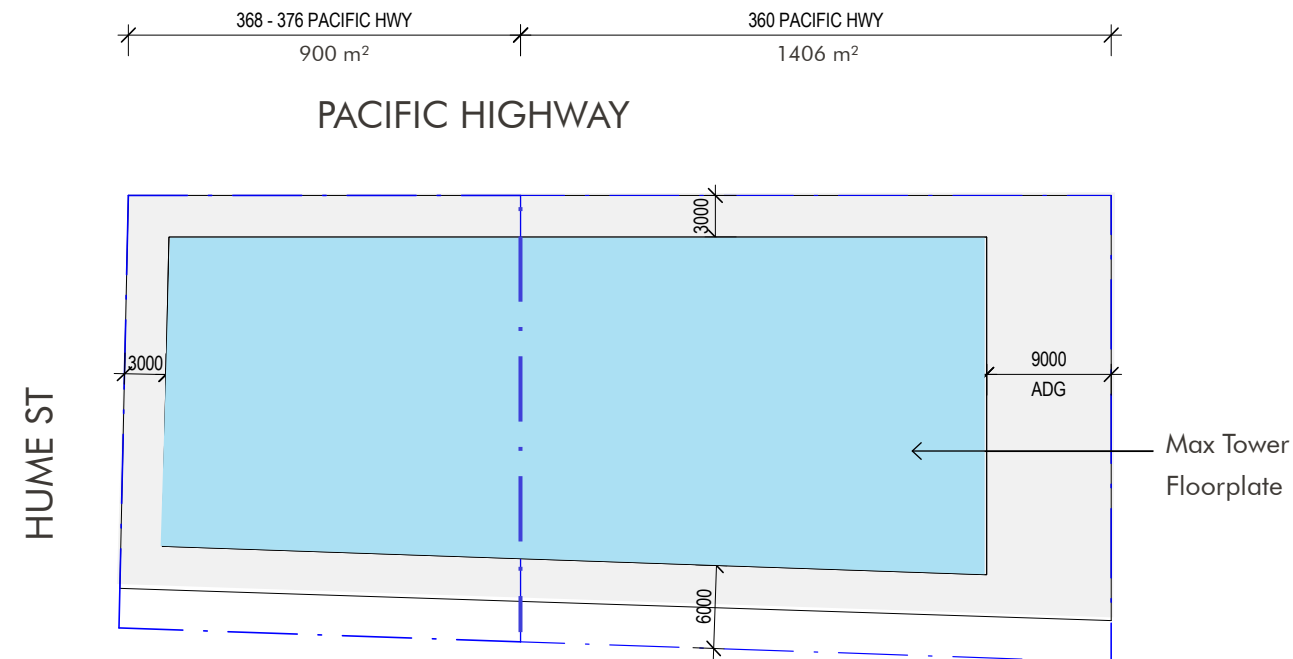 368 - 376 PACIFIC HWY
360 PACIFIC HWY
900 m²
1406 m²
PACIFIC HIGHWAY
3000
3000
9000
ADG
HUME ST
Max Tower
Floorplate
6000